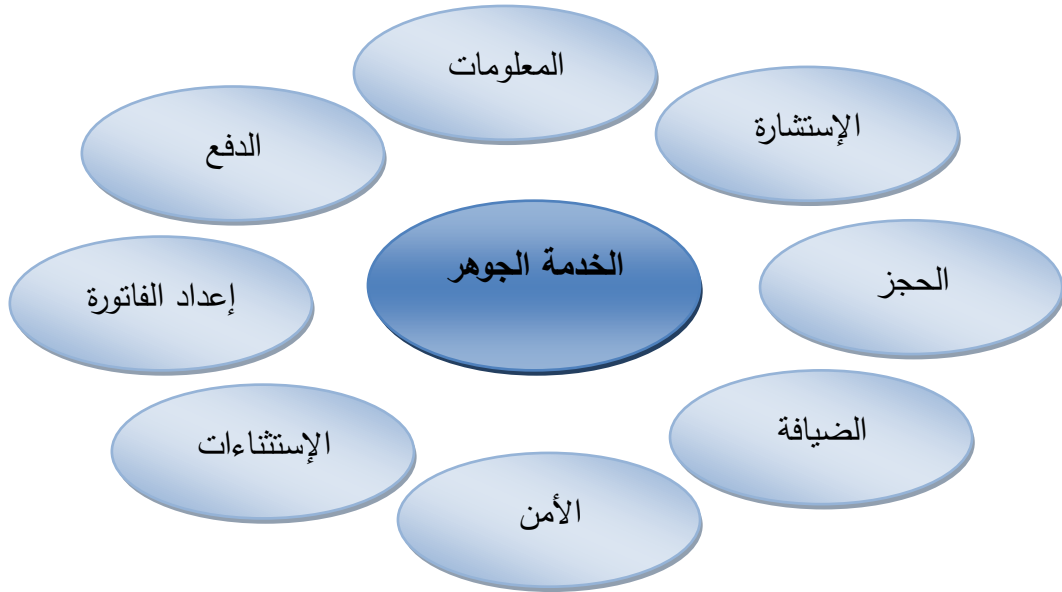 المعلومات
الإستشارة
الدفع
الخدمة الجوهر
الحجز
إعداد الفاتورة
الضيافة
الإستثناءات
الأمن